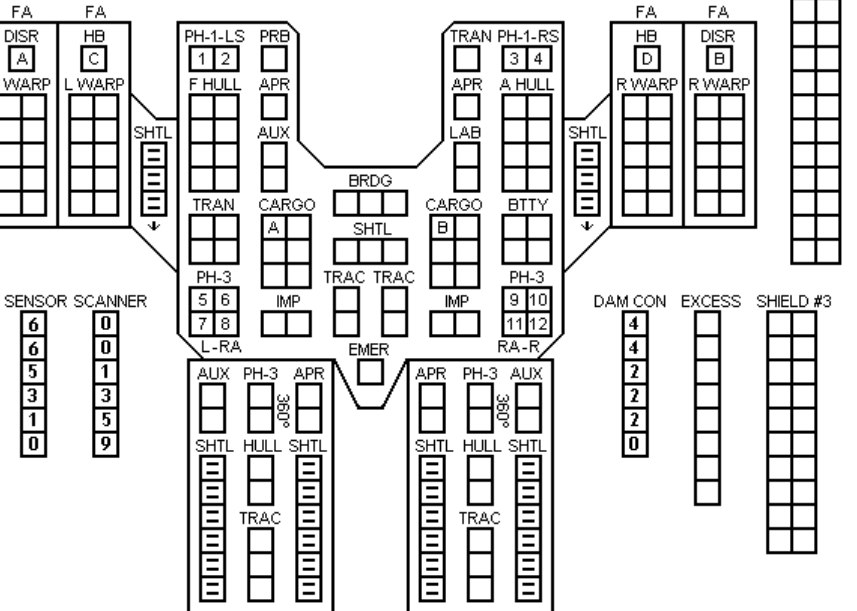 FA FA FA FA
DISR HB PH-1-LS PRB TRAN PH-1-RS HB DISR
A C 1 2 3 4 D B
WARP L WARP F HULL APR APR A HULL R WARP R WARP
SHTL AUX LAB SHTL
BRDG
TRAN CARGO CARGO BTTY
A SHTL B
PH-3 TRAC TRAC PH-3
SENSOR SCANNER 5 6 IMP IMP 9 10 DAM CON EXCESS SHIELD #3
6 0 7 8 11 12 4
6 0 L-RA EMER RA-R 4
5 1 AUX PH-3 APR APR PH-3 AUX 2
3 3 360° 360° 2
1 5 2
0 9 SHTL HULL SHTL SHTL HULL SHTL 0
TRAC TRAC